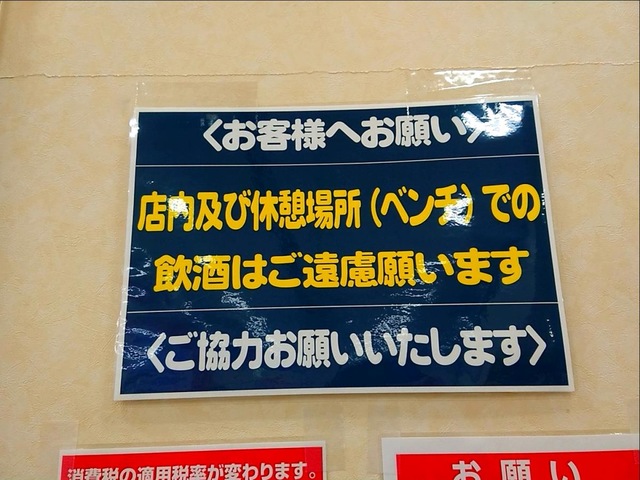 〈お客様へお願い〉
店内及び休憩場所(ベンチ)での
飲酒はご遠慮願います
〈ご協力お願いいたします〉
消費税の適用税率が変わります。
お願い